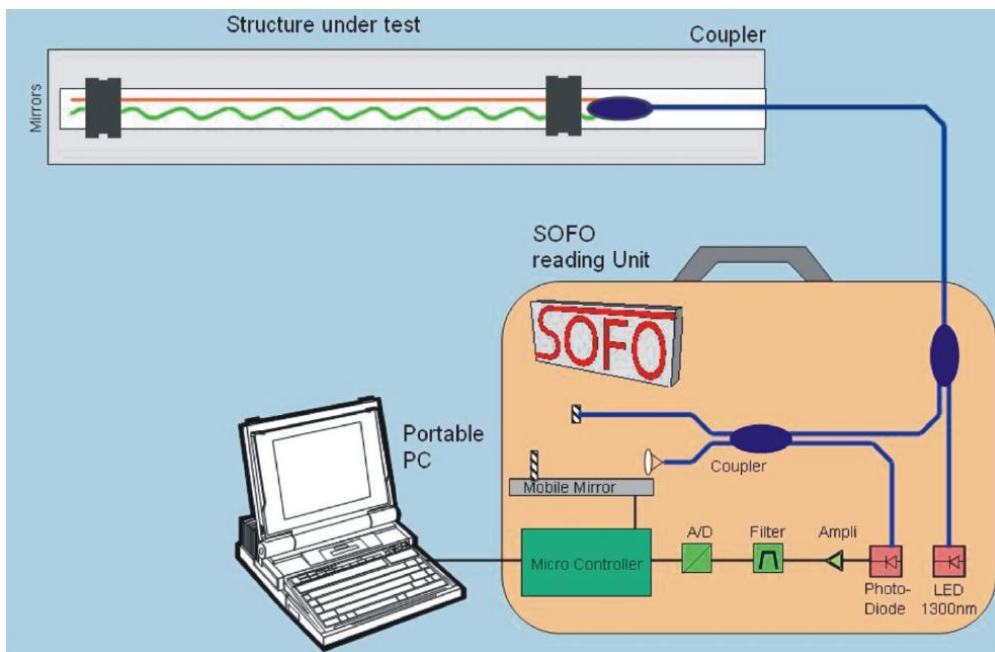 Structure under test
Coupler
Mirrors
SOFO
reading Unit
SOFO
Portable
PC
Coupler
Mobile Mirror
A/D
Filter
Ampli
Micro Controller
Photo-
Diode
LED
1300nm